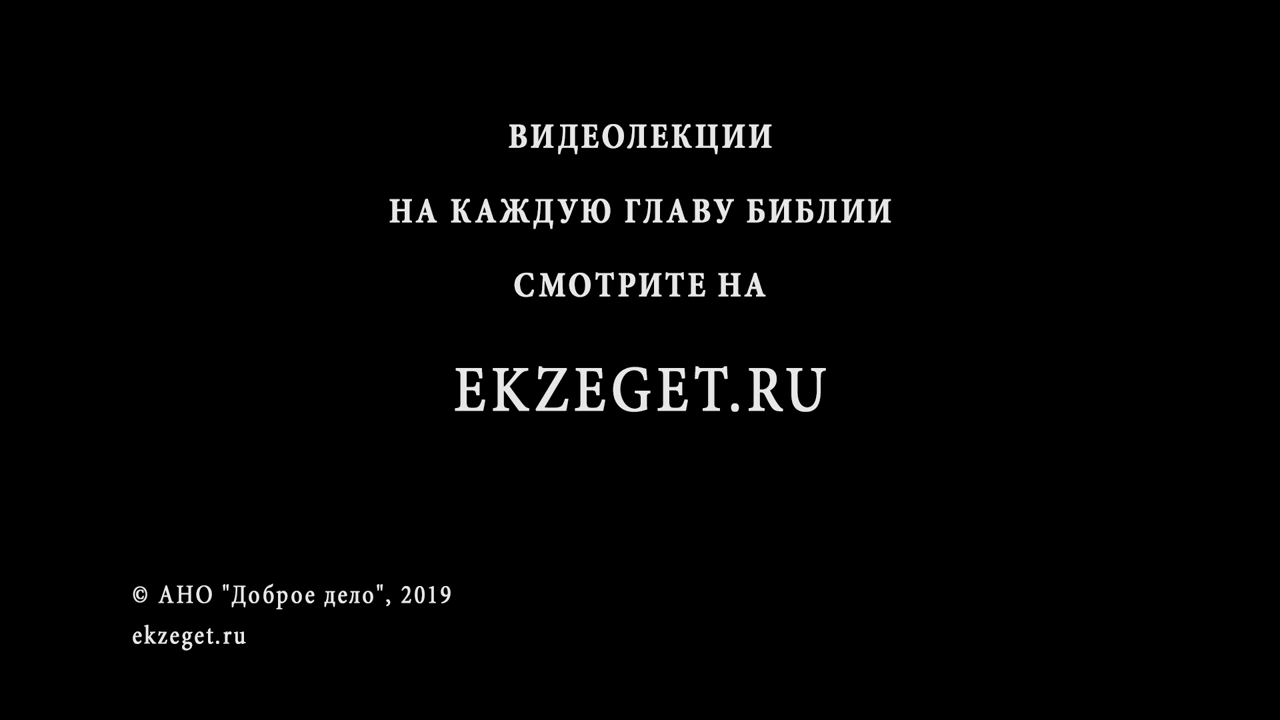 ВИДЕОЛЕКЦИИ
НА КАЖДУЮ ГЛАВУ БИБЛИИ
СМОТРИТЕ НА
EKZEGET.RU
© АНО "Доброе дело", 2019
ekzeget.ru